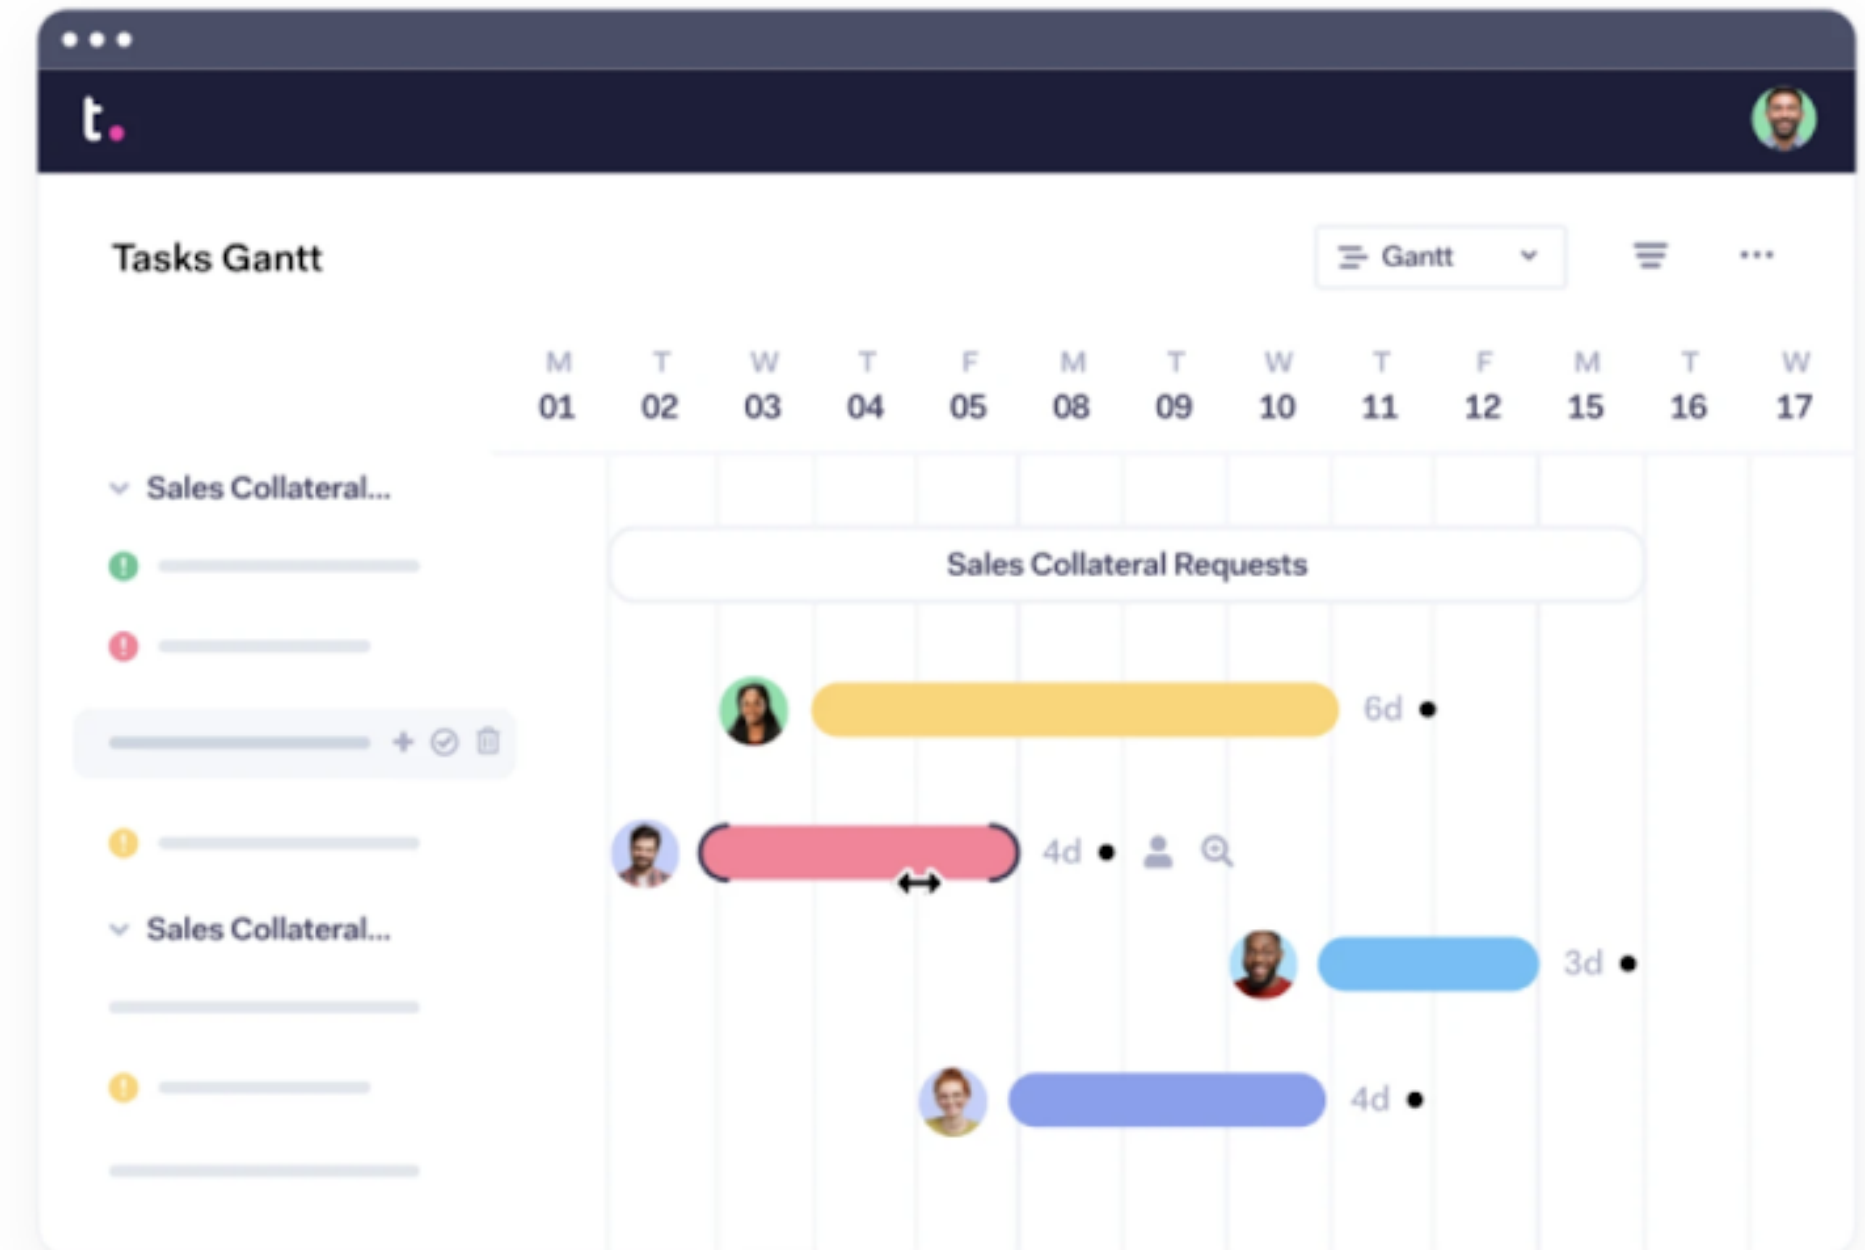 t.
Tasks Gantt
Gantt
M T W T F M T W T F M T W
01 02 03 04 05 08 09 10 11 12 15 16 17
Sales Collateral...
Sales Collateral Requests
6d
4d
Sales Collateral...
3d
4d